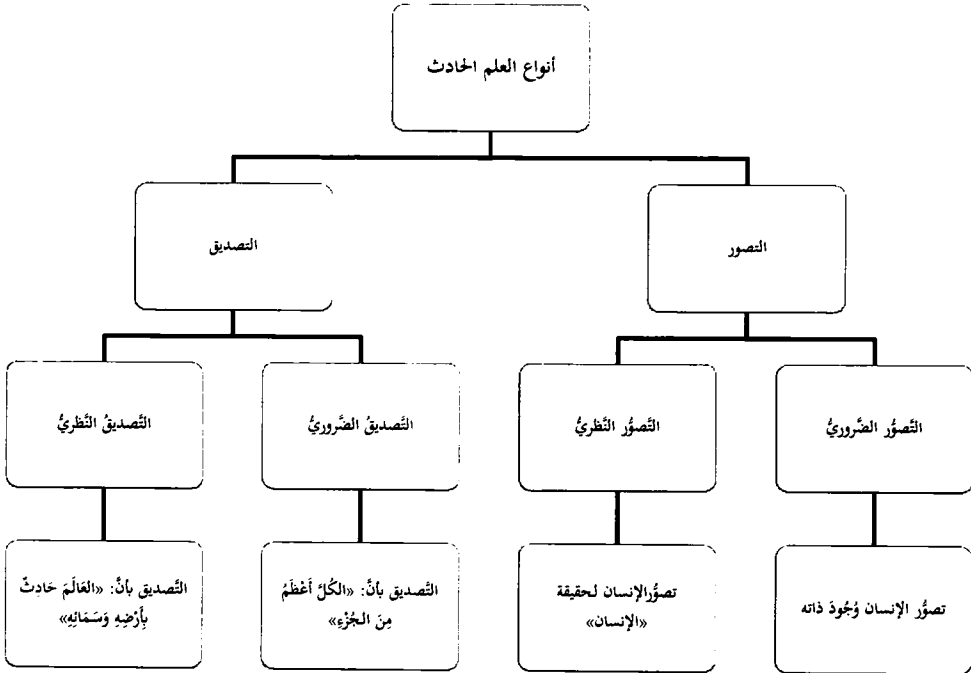 أنواع العلم الحادث
التصور
التصديق
التَّصوُّر الضَّروريُّ
التَّصوُّر النَّظريُّ
التَّصديقُ الضَّروريُّ
التَّصديقُ النَّظريُّ
تصوُّر الإنسان وُجُودَ ذاته
تصوُّر الإنسان لحقيقة
«الإنسان»
التَّصديق بأنَّ: «الكُلَّ أَعْظَمُ
مِنَ الجُزْءِ»
التَّصديق بأنَّ: «العَالَمَ حَادِثٌ
بِأَرْضِهِ وَسَمَائِهِ»